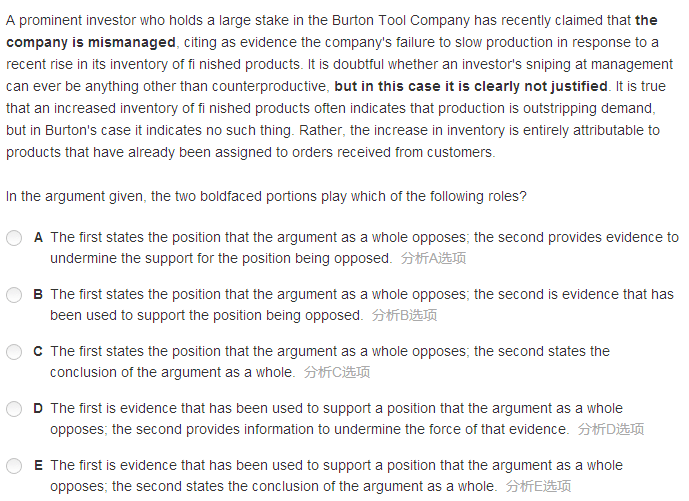 A prominent investor who holds a large stake in the Burton Tool Company has recently claimed that the
company is mismanaged, citing as evidence the company's failure to slow production in response to a
recent rise in its inventory of fi nished products. It is doubtful whether an investor's sniping at management
can ever be anything other than counterproductive, but in this case it is clearly not justified. It is true
that an increased inventory of fi nished products often indicates that production is outstripping demand,
but in Burton's case it indicates no such thing. Rather, the increase in inventory is entirely attributable to
products that have already been assigned to orders received from customers.
In the argument given, the two boldfaced portions play which of the following roles?
A The first states the position that the argument as a whole opposes; the second provides evidence to
undermine the support for the position being opposed. 分析A选项
B The first states the position that the argument as a whole opposes; the second is evidence that has
been used to support the position being opposed. 分析B选项
C The first states the position that the argument as a whole opposes; the second states the
conclusion of the argument as a whole. 分析C选项
D The first is evidence that has been used to support a position that the argument as a whole
opposes; the second provides information to undermine the force of that evidence. 分析D选项
E The first is evidence that has been used to support a position that the argument as a whole
opposes; the second states the conclusion of the argument as a whole. 分析E选项